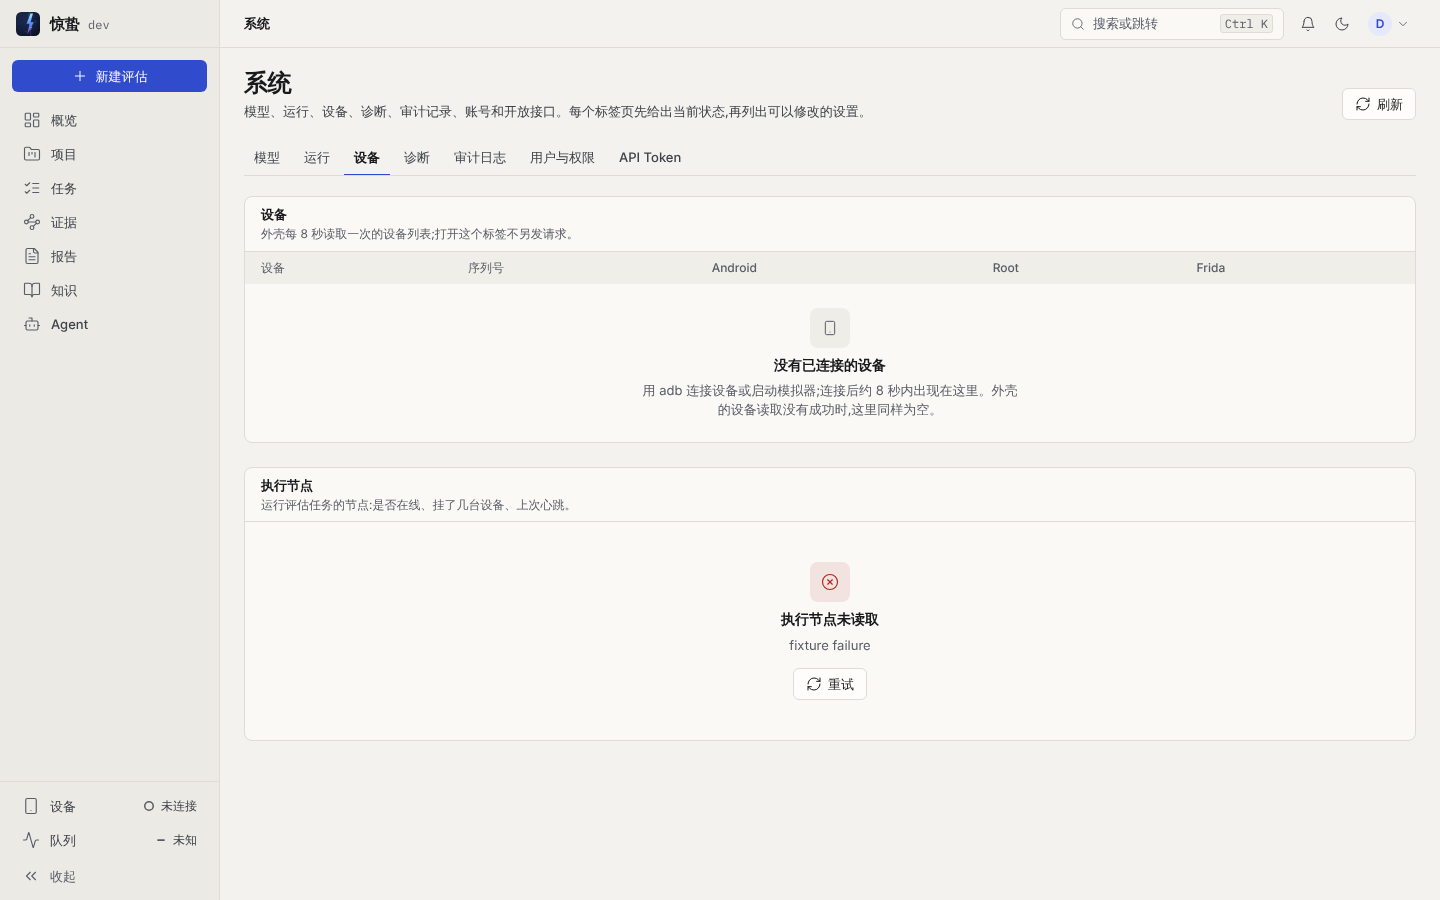 惊蛰 dev
系统
搜索或跳转 Ctrl K
D
新建评估
概览
项目
任务
证据
报告
知识
Agent
系统
模型、运行、设备、诊断、审计记录、账号和开放接口。每个标签页先给出当前状态,再列出可以修改的设置。
刷新
模型 运行 设备 诊断 审计日志 用户与权限 API Token
设备
外壳每 8 秒读取一次的设备列表;打开这个标签不另发请求。
设备 序列号 Android Root Frida
没有已连接的设备
用 adb 连接设备或启动模拟器;连接后约 8 秒内出现在这里。外壳
的设备读取没有成功时,这里同样为空。
执行节点
运行评估任务的节点:是否在线、挂了几台设备、上次心跳。
执行节点未读取
fixture failure
重试
设备 未连接
队列 未知
收起